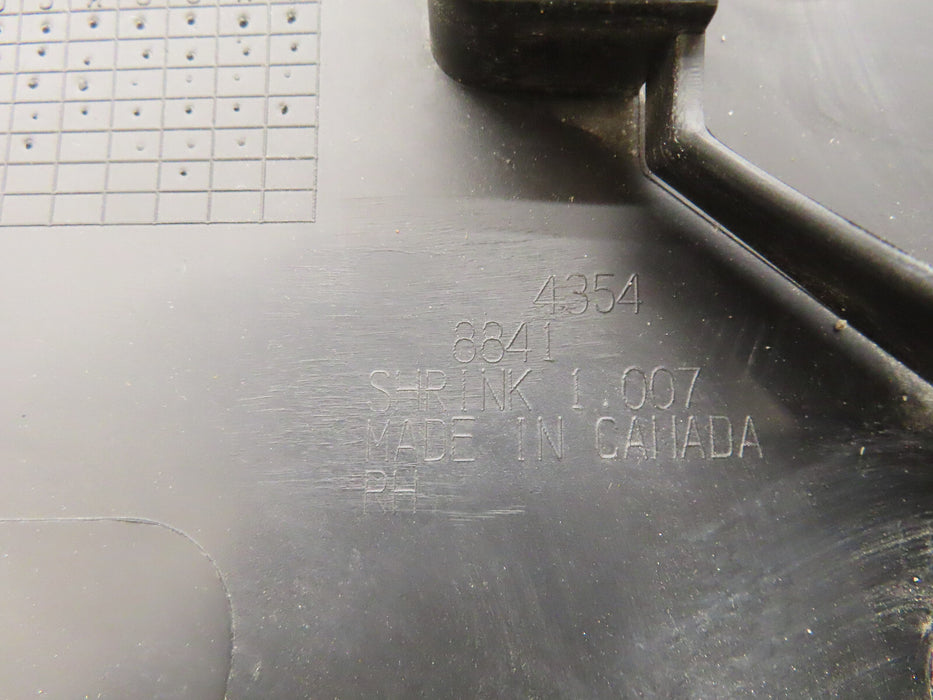 4354
8841
SHRINK 1.007
MADE IN CANADA
RH